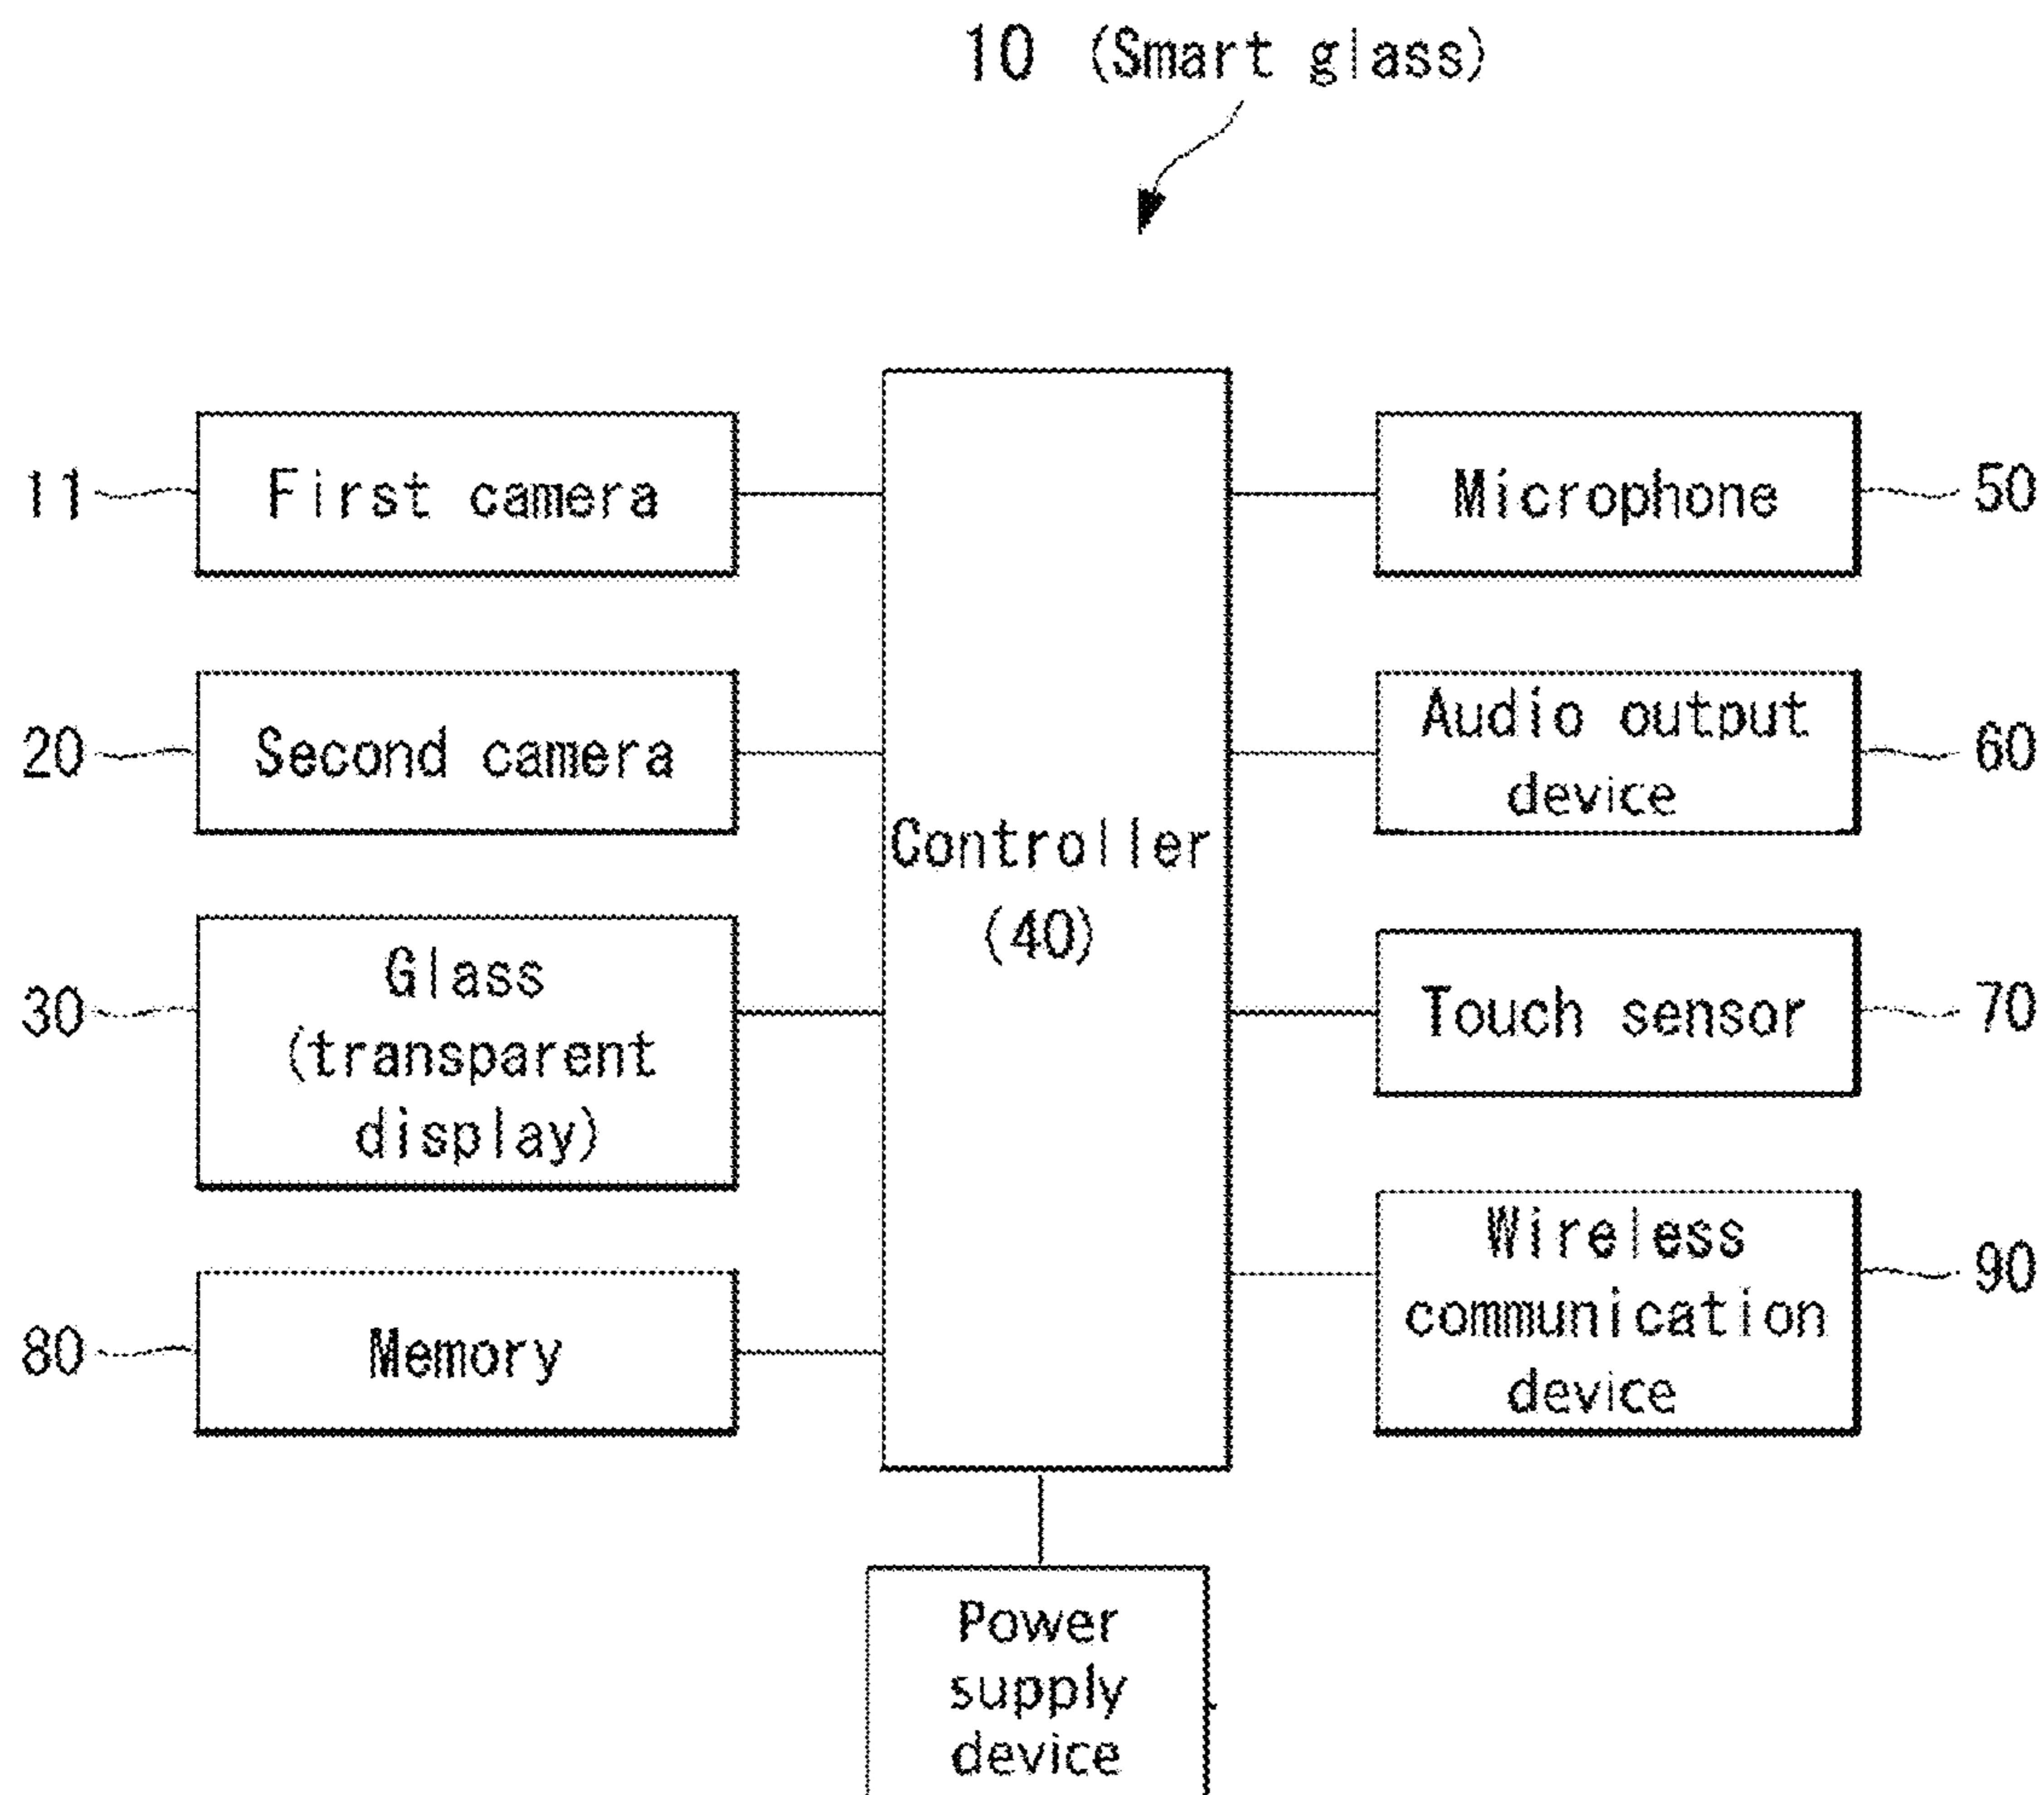 10 (Smart glass)
11
First camera
Microphone
50
20
Second camera
Audio output
device
60
Controller
(40)
30
Glass
(transparent
display)
Touch sensor
70
80
Memory
Wireless
communication
device
90
Power
supply
device